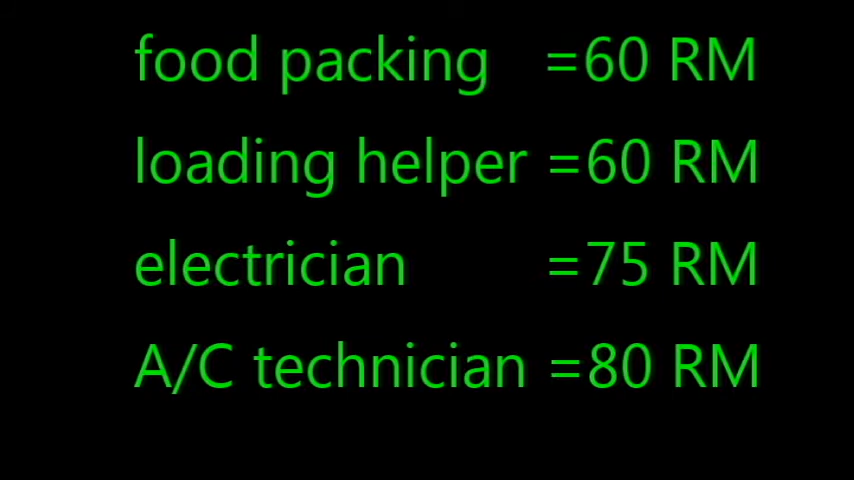 food packing =60 RM
loading helper =60 RM
electrician =75 RM
A/C technician =80 RM